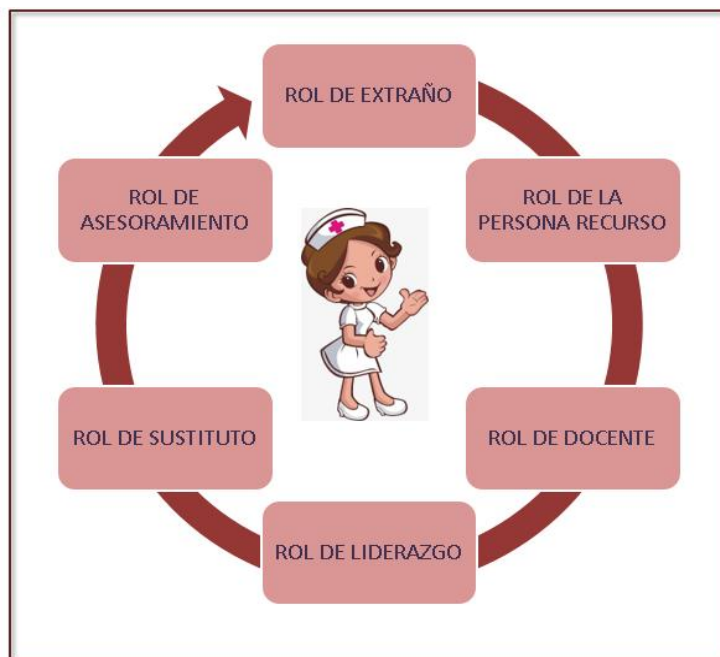 ROL DE EXTRAÑO
ROL DE LA
PERSONA RECURSO
ROL DE DOCENTE
ROL DE LIDERAZGO
ROL DE SUSTITUTO
ROL DE
ASESORAMIENTO